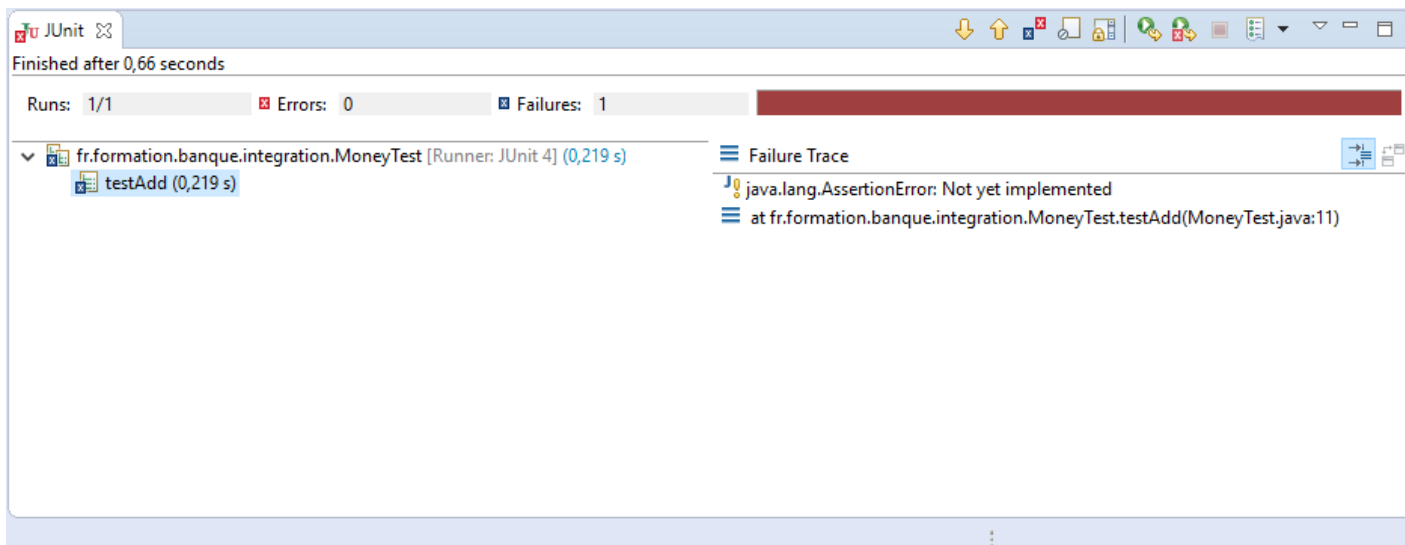 JUnit
Finished after 0,66 seconds
Runs: 1/1 Errors: 0 Failures: 1
fr.formation.banque.integration.MoneyTest [Runner: JUnit 4] (0,219 s)
testAdd (0,219 s)
Failure Trace
java.lang.AssertionError: Not yet implemented
at fr.formation.banque.integration.MoneyTest.testAdd(MoneyTest.java:11)